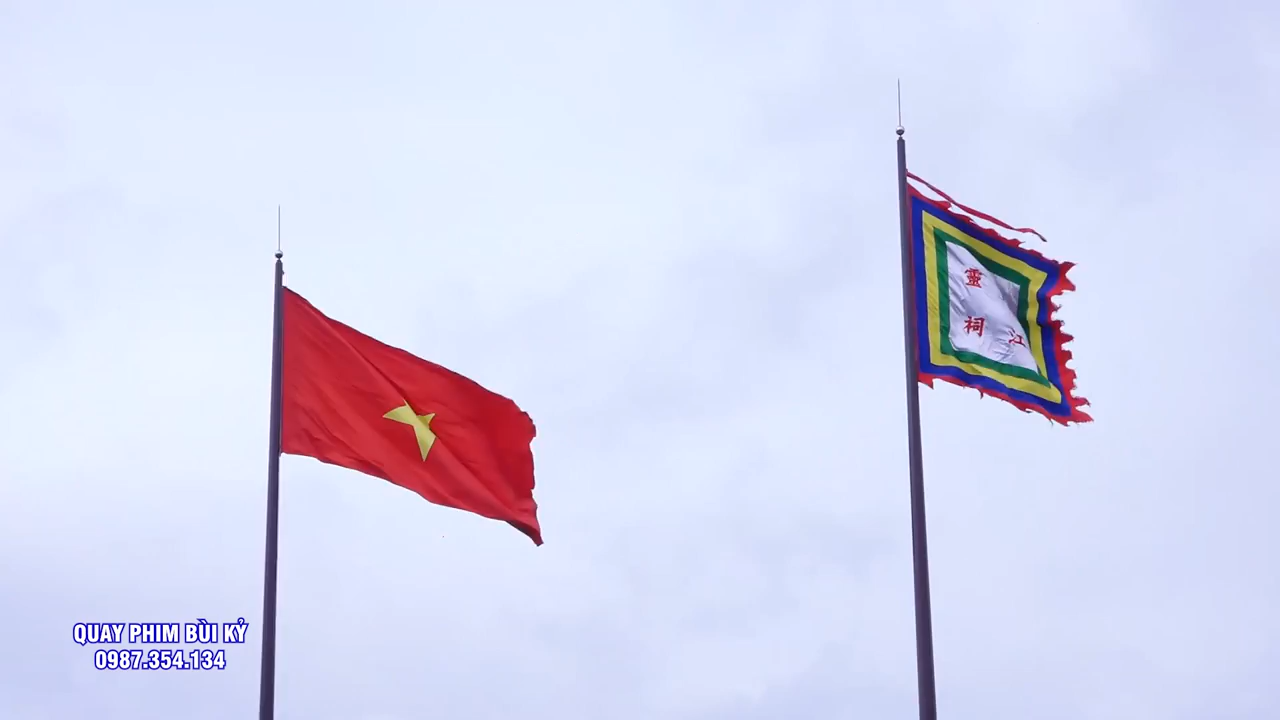 靈
祠 江
QUAY PHIM BÙI KỶ
0987.354.134